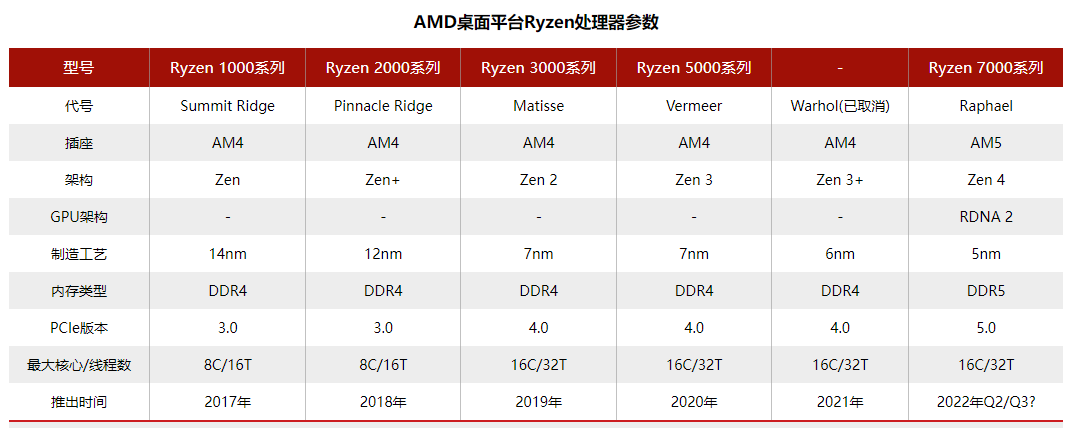 AMD桌面平台Ryzen处理器参数
型号 Ryzen 1000系列 Ryzen 2000系列 Ryzen 3000系列 Ryzen 5000系列 - Ryzen 7000系列
代号 Summit Ridge Pinnacle Ridge Matisse Vermeer Warhol(已取消) Raphael
插座 AM4 AM4 AM4 AM4 AM4 AM5
架构 Zen Zen+ Zen 2 Zen 3 Zen 3+ Zen 4
GPU架构 - - - - - RDNA 2
制造工艺 14nm 12nm 7nm 7nm 6nm 5nm
内存类型 DDR4 DDR4 DDR4 DDR4 DDR4 DDR5
PCIe版本 3.0 3.0 4.0 4.0 4.0 5.0
最大核心/线程数 8C/16T 8C/16T 16C/32T 16C/32T 16C/32T 16C/32T
推出时间 2017年 2018年 2019年 2020年 2021年 2022年Q2/Q3?